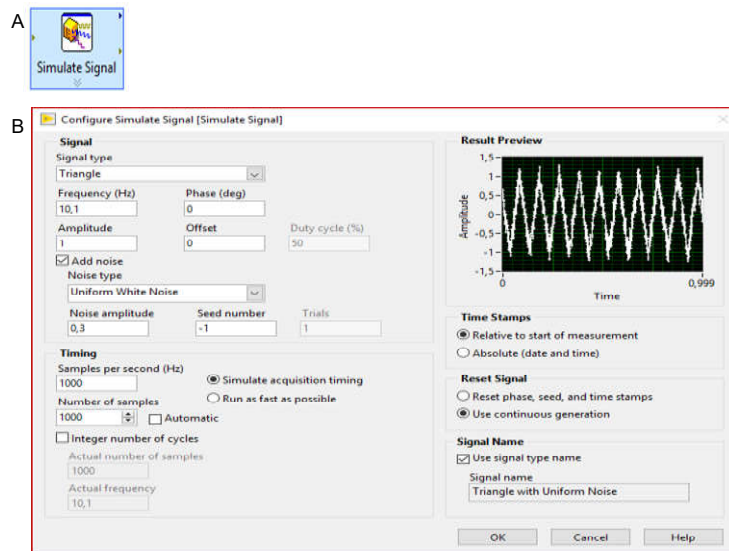 A
Simulate Signal
B
Configure Simulate Signal [Simulate Signal]
Signal
Signal type
Triangle
Frequency (Hz) Phase (deg)
10,1 0
Amplitude Offset Duty cycle (%)
1 0 50
Add noise
Noise type
Uniform White Noise
Noise amplitude Seed number Trials
0,3 -1 1
Timing
Samples per second (Hz)
1000
Simulate acquisition timing
Run as fast as possible
Number of samples
1000 Automatic
Integer number of cycles
Actual number of samples
1000
Actual frequency
10,1
Result Preview
Amplitude
1,5
1
0,5
0
-0,5
-1
-1,5
0 0,999
Time
Time Stamps
Relative to start of measurement
Absolute (date and time)
Reset Signal
Reset phase, seed, and time stamps
Use continuous generation
Signal Name
Use signal type name
Signal name
Triangle with Uniform Noise
OK Cancel Help